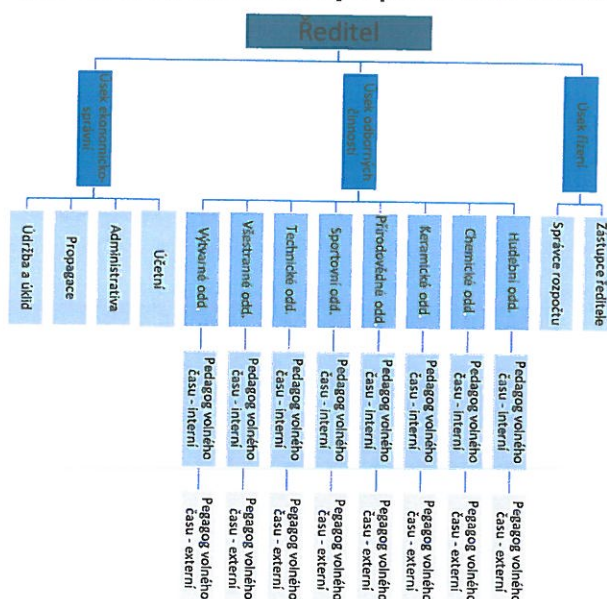 Ředitel
Úsek ekonomicko-
správní
Úsek odborných
činností
Úsek řízení
Údržba a úklid
Propagace
Administrativa
Účetní
Výtvarné odd.
Všestranné odd.
Technické odd.
Sportovní odd.
Přírodovědné odd.
Keramické odd.
Chemické odd.
Hudební odd.
Správce rozpočtu
Zástupce ředitele
Pedagog volného
času - interní
Pedagog volného
času - interní
Pedagog volného
času - interní
Pedagog volného
času - interní
Pedagog volného
času - interní
Pedagog volného
času - interní
Pedagog volného
času - interní
Pedagog volného
času - interní
Pegagog volného
času - externí
Pegagog volného
času - externí
Pegagog volného
času - externí
Pegagog volného
času - externí
Pegagog volného
času - externí
Pegagog volného
času - externí
Pegagog volného
času - externí
Pegagog volného
času - externí